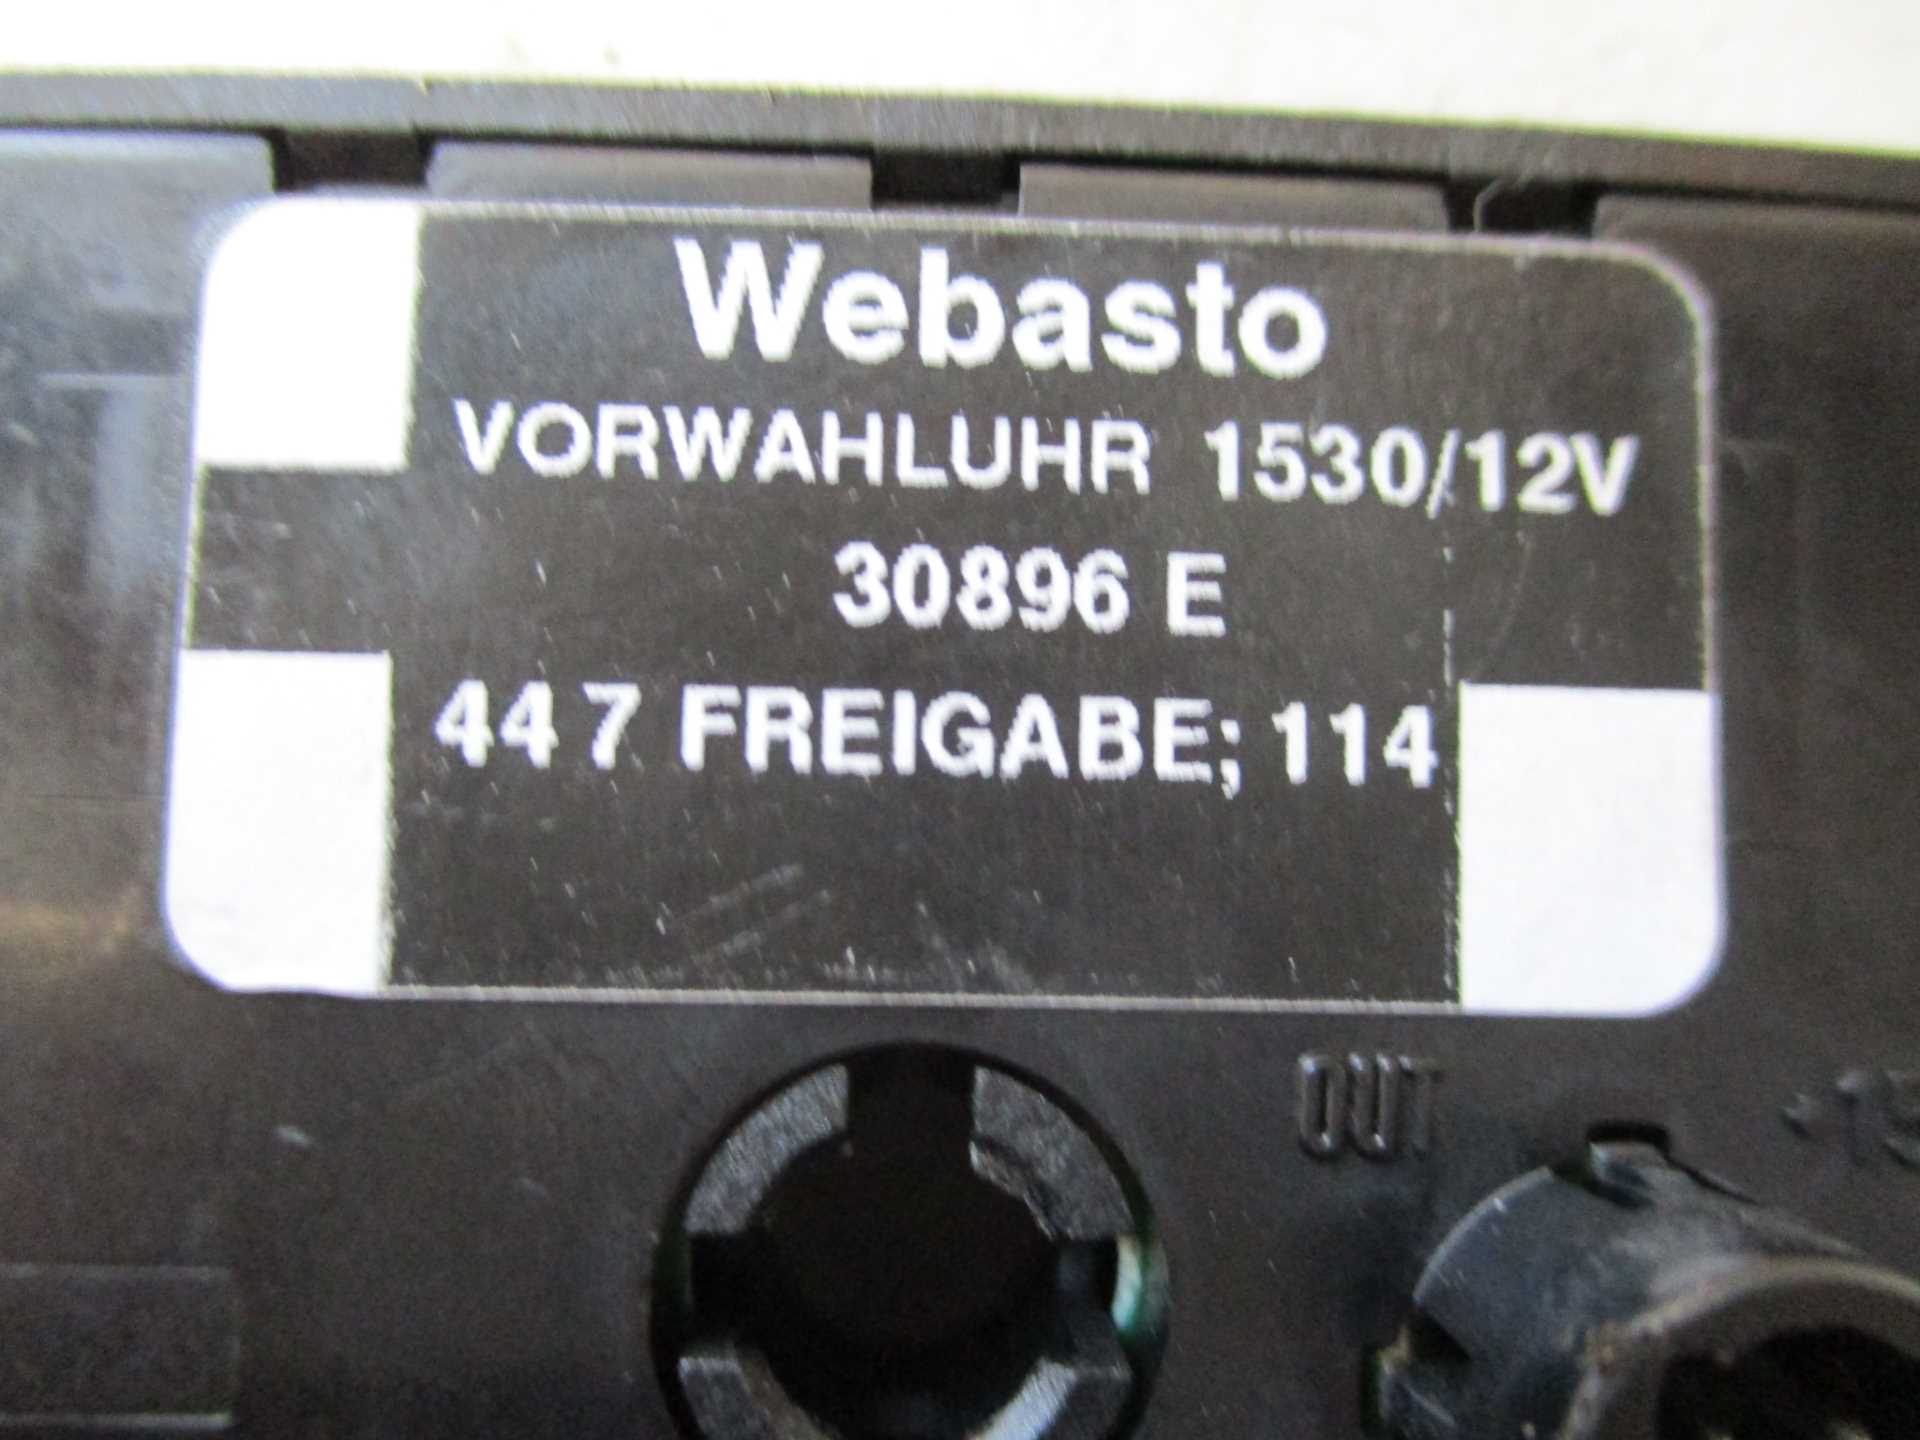 Webasto
VORWAHLUHR 1530/12V
30896 E
44 7 FREIGABE; 114
OUT